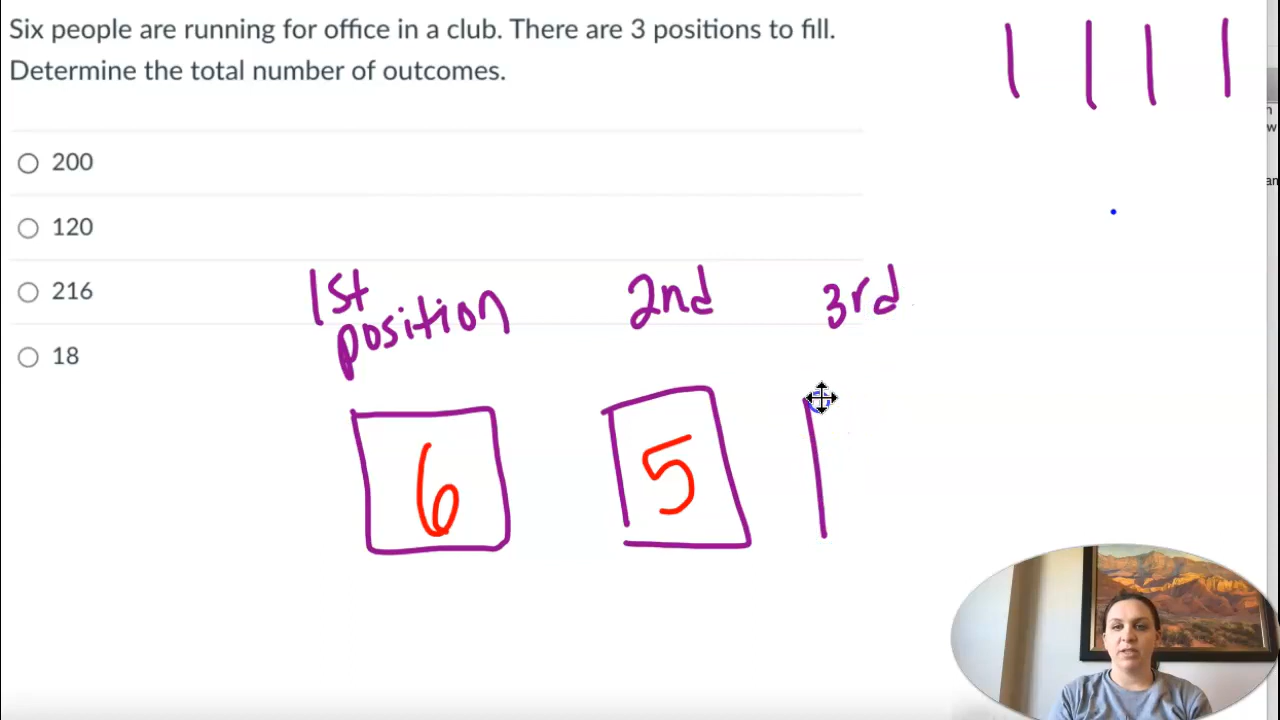 Six people are running for office in a club. There are 3 positions to fill.
Determine the total number of outcomes.
200
120
216
18
1st
position
2nd
3rd
6
5